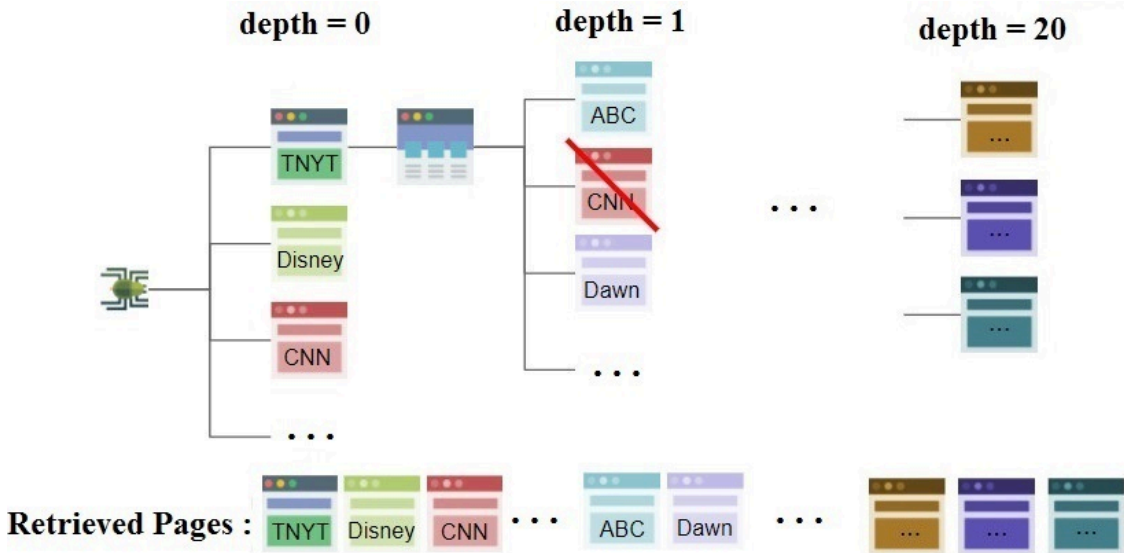 depth = 0
depth = 1
depth = 20
TNYT
Disney
CNN
...
ABC
CNN
Dawn
...
...
...
...
...
Retrieved Pages :
TNYT
Disney
CNN
...
ABC
Dawn
...
...
...
...